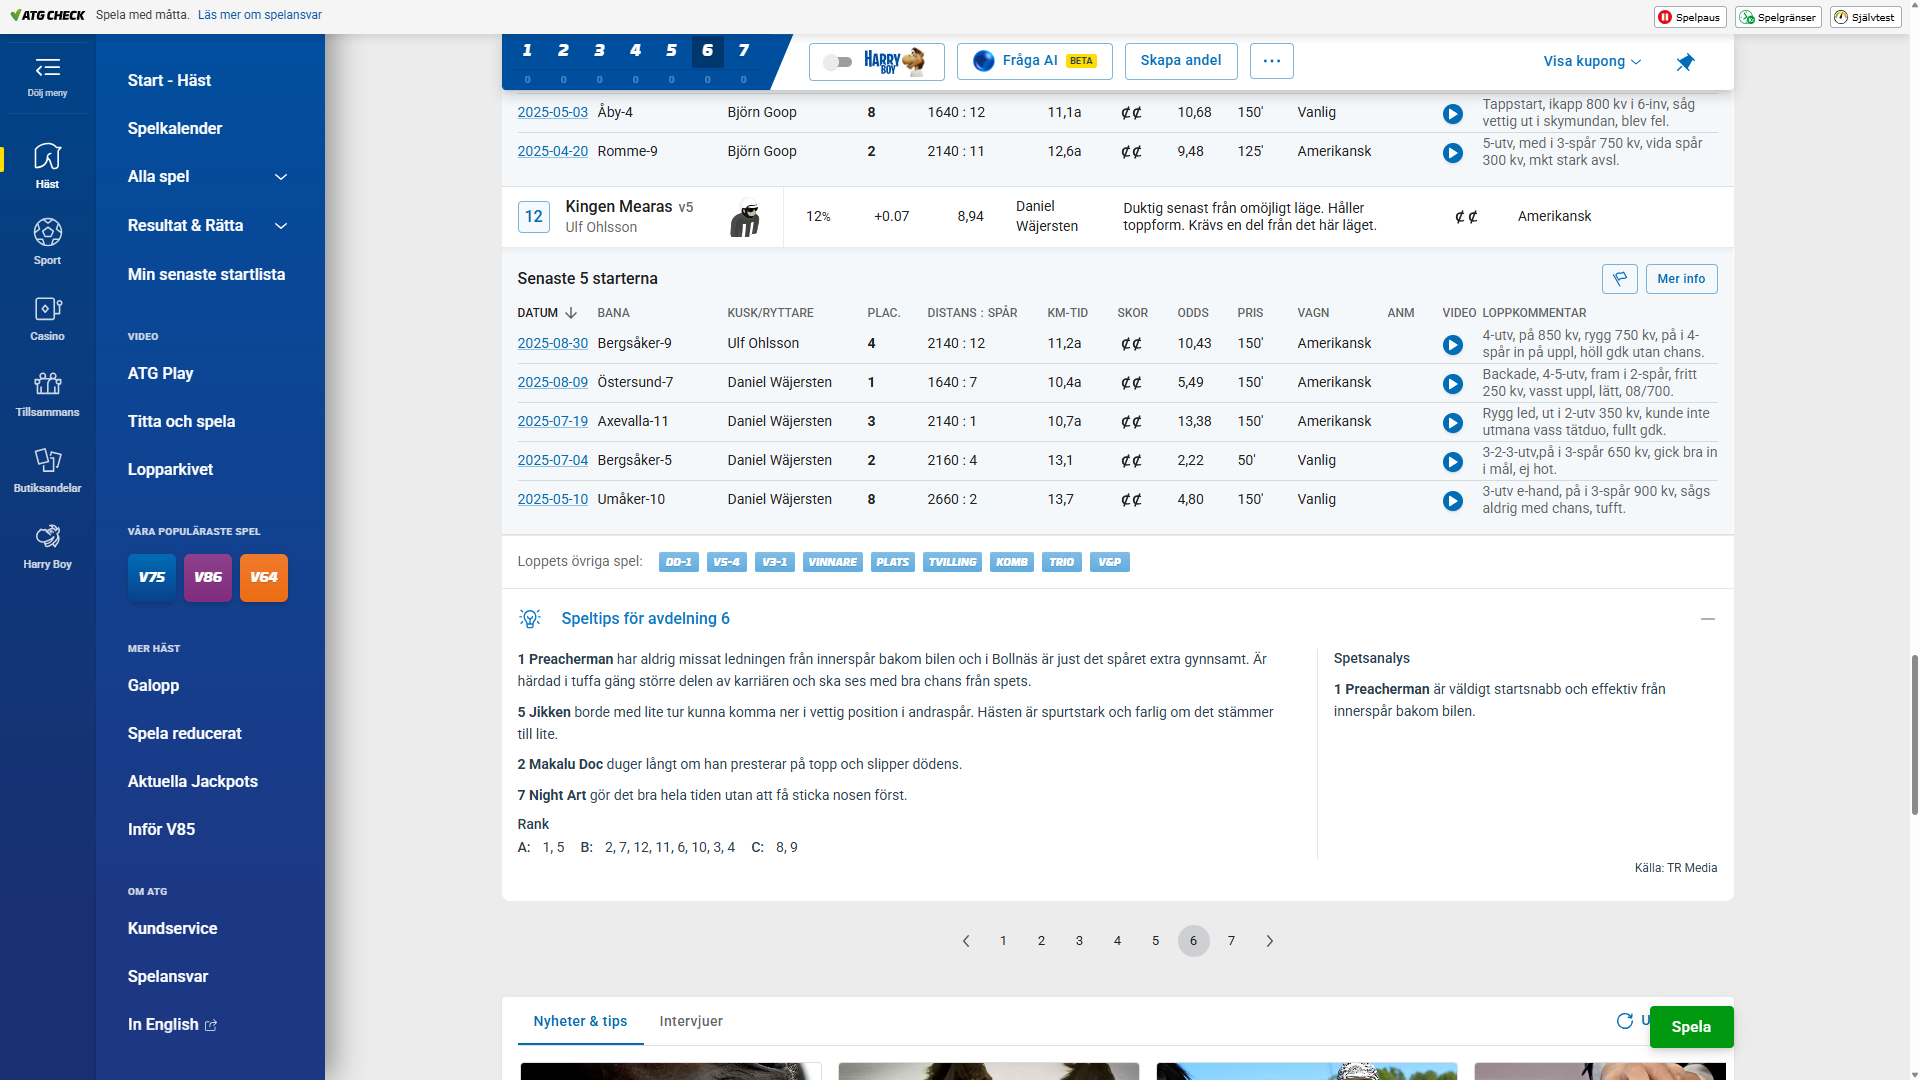 ATG CHECK Spela med måtta. Läs mer om spelansvar
Spelpaus Spelgränser Självtest
Dölj meny
Häst
Sport
Casino
Tillsammans
Butiksandelar
Harry Boy
Start - Häst
Spelkalender
Alla spel
Resultat & Rätta
Min senaste startlista
VIDEO
ATG Play
Titta och spela
Lopparkivet
VÅRA POPULÄRASTE SPEL
V75 V86 V64
MER HÄST
Galopp
Spela reducerat
Aktuella Jackpots
Inför V85
OM ATG
Kundservice
Spelansvar
In English
1 2 3 4 5 6 7
0 0 0 0 0 0 0
HARRY BOY Fråga AI BETA Skapa andel ... Visa kupong
2025-05-03 Åby-4 Björn Goop 8 1640 : 12 11,1a ȼȼ 10,68 150' Vanlig Tappstart, ikapp 800 kv i 6-inv, såg
vettig ut i skymundan, blev fel.
2025-04-20 Romme-9 Björn Goop 2 2140 : 11 12,6a ȼȼ 9,48 125' Amerikansk 5-utv, med i 3-spår 750 kv, vida spår
300 kv, mkt stark avsl.
12 Kingen Mearas v5
Ulf Ohlsson
12% +0.07 8,94
Daniel
Wäjersten
Duktig senast från omöjligt läge. Håller
toppform. Krävs en del från det här läget.
ȼȼ Amerikansk
Senaste 5 starterna Mer info
DATUM BANA KUSK/RYTTARE PLAC. DISTANS : SPÅR KM-TID SKOR ODDS PRIS VAGN ANM VIDEO LOPPKOMMENTAR
2025-08-30 Bergsåker-9 Ulf Ohlsson 4 2140 : 12 11,2a ȼȼ 10,43 150' Amerikansk 4-utv, på 850 kv, rygg 750 kv, på i 4-
spår in på uppl, höll gdk utan chans.
2025-08-09 Östersund-7 Daniel Wäjersten 1 1640 : 7 10,4a ȼȼ 5,49 150' Amerikansk Backade, 4-5-utv, fram i 2-spår, fritt
250 kv, vasst uppl, lätt, 08/700.
2025-07-19 Axevalla-11 Daniel Wäjersten 3 2140 : 1 10,7a ȼȼ 13,38 150' Amerikansk Rygg led, ut i 2-utv 350 kv, kunde inte
utmana vass tätduo, fullt gdk.
2025-07-04 Bergsåker-5 Daniel Wäjersten 2 2160 : 4 13,1 ȼȼ 2,22 50' Vanlig 3-2-3-utv,på i 3-spår 650 kv, gick bra in
i mål, ej hot.
2025-05-10 Umåker-10 Daniel Wäjersten 8 2660 : 2 13,7 ȼȼ 4,80 150' Vanlig 3-utv e-hand, på i 3-spår 900 kv, sågs
aldrig med chans, tufft.
Loppets övriga spel: DD-1 V5-4 V3-1 VINNARE PLATS TVILLING KOMB TRIO V&P
Speltips för avdelning 6
1 Preacherman har aldrig missat ledningen från innerspår bakom bilen och i Bollnäs är just det spåret extra gynnsamt. Är
härdad i tuffa gäng större delen av karriären och ska ses med bra chans från spets.
5 Jikken borde med lite tur kunna komma ner i vettig position i andraspår. Hästen är spurtstark och farlig om det stämmer
till lite.
2 Makalu Doc duger långt om han presterar på topp och slipper dödens.
7 Night Art gör det bra hela tiden utan att få sticka nosen först.
Rank
A: 1, 5 B: 2, 7, 12, 11, 6, 10, 3, 4 C: 8, 9
Spetsanalys
1 Preacherman är väldigt startsnabb och effektiv från
innerspår bakom bilen.
Källa: TR Media
1 2 3 4 5 6 7
Nyheter & tips Intervjuer U
Spela